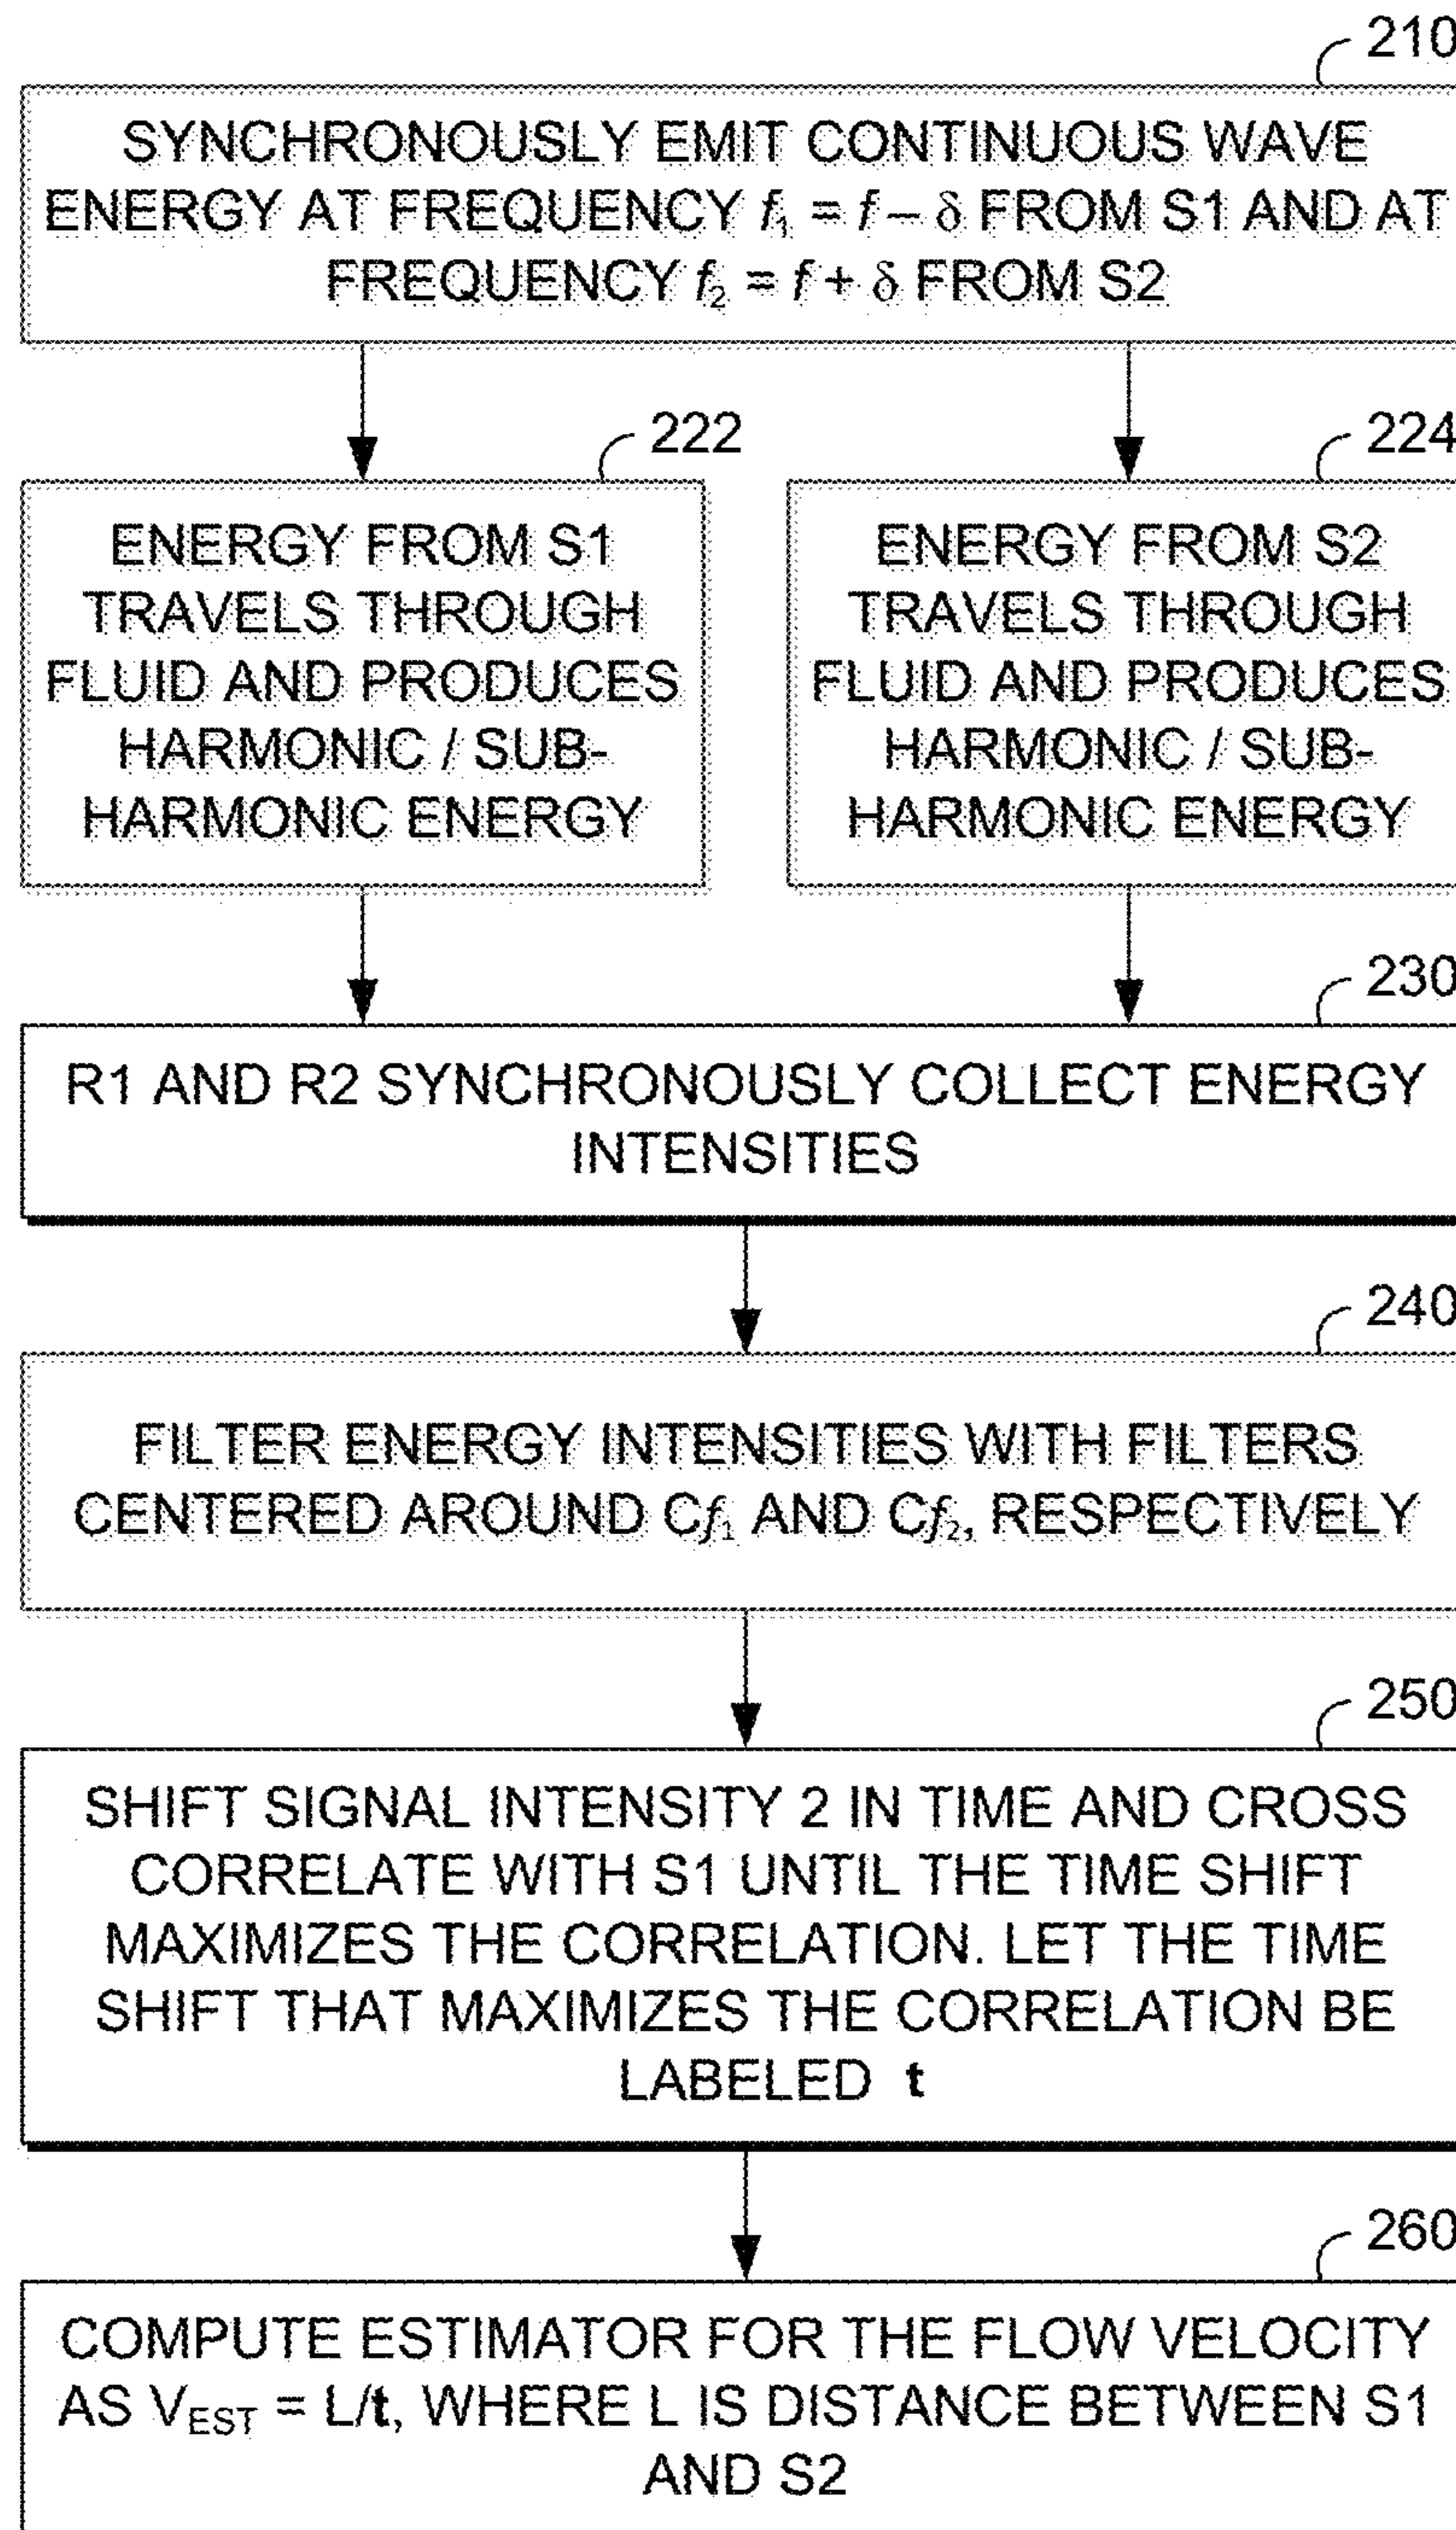 210
SYNCHRONOUSLY EMIT CONTINUOUS WAVE
ENERGY AT FREQUENCY f₁ = f – δ FROM S1 AND AT
FREQUENCY f₂ = f + δ FROM S2
222
ENERGY FROM S1
TRAVELS THROUGH
FLUID AND PRODUCES
HARMONIC / SUB-
HARMONIC ENERGY
224
ENERGY FROM S2
TRAVELS THROUGH
FLUID AND PRODUCES
HARMONIC / SUB-
HARMONIC ENERGY
230
R1 AND R2 SYNCHRONOUSLY COLLECT ENERGY
INTENSITIES
240
FILTER ENERGY INTENSITIES WITH FILTERS
CENTERED AROUND Cf₁ AND Cf₂, RESPECTIVELY
250
SHIFT SIGNAL INTENSITY 2 IN TIME AND CROSS
CORRELATE WITH S1 UNTIL THE TIME SHIFT
MAXIMIZES THE CORRELATION. LET THE TIME
SHIFT THAT MAXIMIZES THE CORRELATION BE
LABELED t
260
COMPUTE ESTIMATOR FOR THE FLOW VELOCITY
AS V_EST = L/t, WHERE L IS DISTANCE BETWEEN S1
AND S2